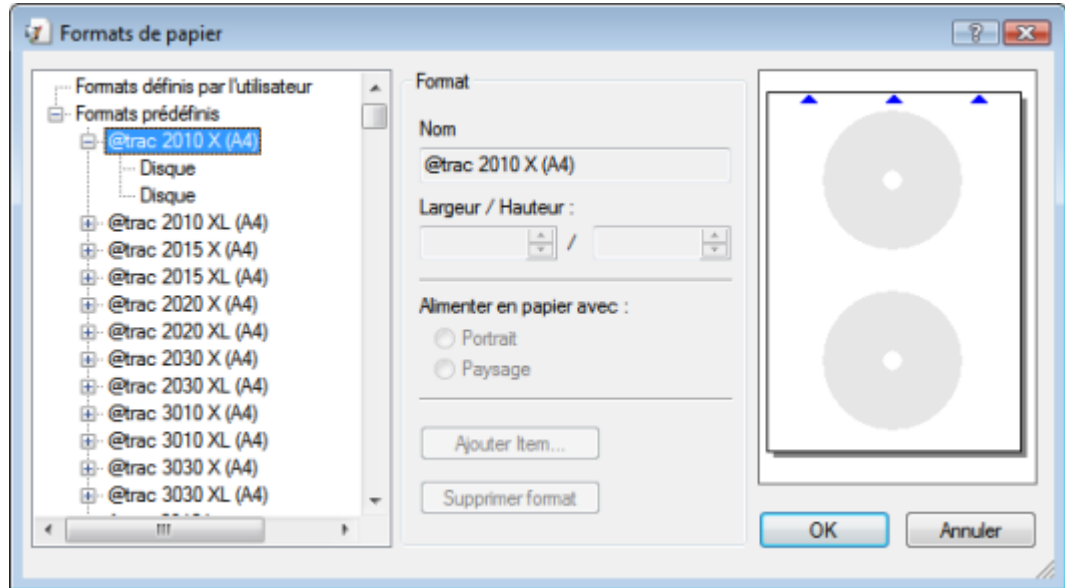 Formats de papier
Formats définis par l'utilisateur
Formats prédéfinis
@trac 2010 X (A4)
Disque
Disque
@trac 2010 XL (A4)
@trac 2015 X (A4)
@trac 2015 XL (A4)
@trac 2020 X (A4)
@trac 2020 XL (A4)
@trac 2030 X (A4)
@trac 2030 XL (A4)
@trac 3010 X (A4)
@trac 3010 XL (A4)
@trac 3030 X (A4)
@trac 3030 XL (A4)
Format
Nom
@trac 2010 X (A4)
Largeur / Hauteur :
/
Alimenter en papier avec :
Portrait
Paysage
Ajouter Item...
Supprimer format
OK
Annuler